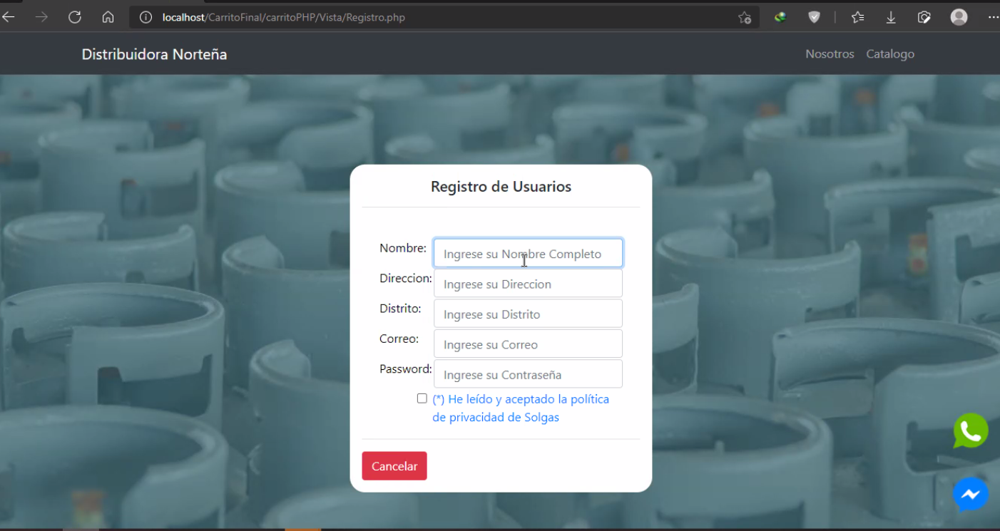 localhost/CarritoFinal/carritoPHP/Vista/Registro.php
Distribuidora Norteña
Nosotros
Catalogo
Registro de Usuarios
Nombre:
Ingrese su Nombre Completo
Direccion:
Ingrese su Direccion
Distrito:
Ingrese su Distrito
Correo:
Ingrese su Correo
Password:
Ingrese su Contraseña
(*) He leído y aceptado la política
de privacidad de Solgas
Cancelar